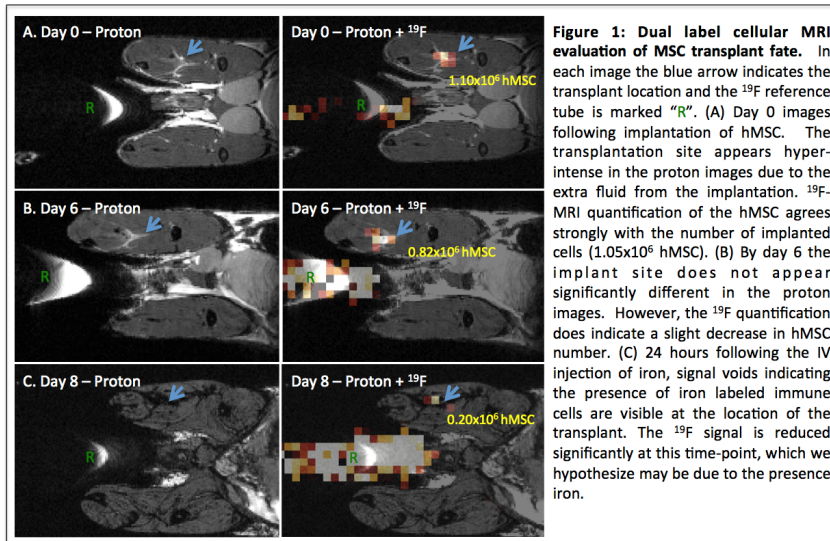 A. Day 0 – Proton
Day 0 – Proton + ¹⁹F
R
R
1.10x10⁶ hMSC
B. Day 6 – Proton
Day 6 – Proton + ¹⁹F
R
R
0.82x10⁶ hMSC
C. Day 8 – Proton
Day 8 – Proton + ¹⁹F
R
R
0.20x10⁶ hMSC
Figure 1: Dual label cellular MRI
evaluation of MSC transplant fate. In
each image the blue arrow indicates the
transplant location and the ¹⁹F reference
tube is marked “R”. (A) Day 0 images
following implantation of hMSC. The
transplantation site appears hyper-
intense in the proton images due to the
extra fluid from the implantation. ¹⁹F-
MRI quantification of the hMSC agrees
strongly with the number of implanted
cells (1.05x10⁶ hMSC). (B) By day 6 the
implant site does not appear
significantly different in the proton
images. However, the ¹⁹F quantification
does indicate a slight decrease in hMSC
number. (C) 24 hours following the IV
injection of iron, signal voids indicating
the presence of iron labeled immune
cells are visible at the location of the
transplant. The ¹⁹F signal is reduced
significantly at this time-point, which we
hypothesize may be due to the presence
iron.